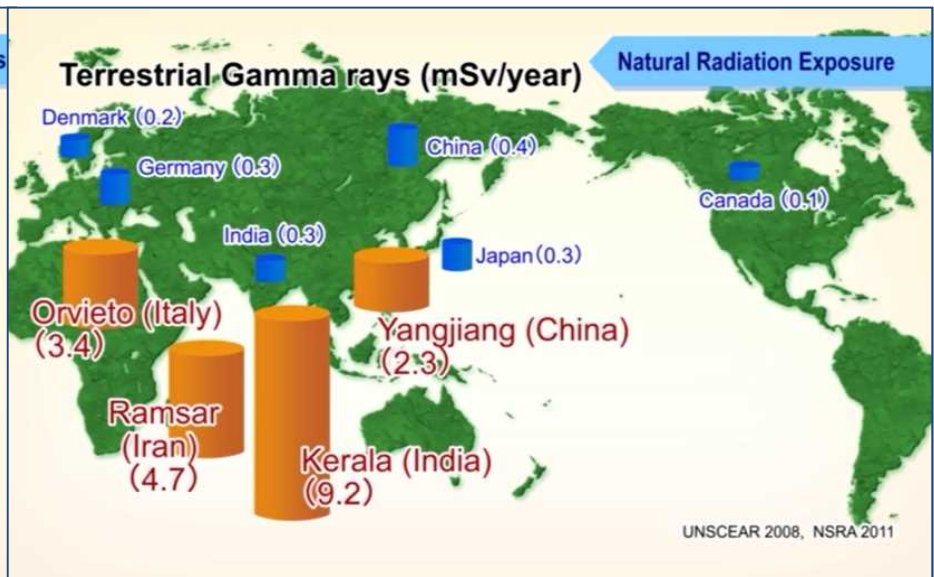 s
Terrestrial Gamma rays (mSv/year)
Natural Radiation Exposure
Denmark (0.2)
Germany (0.3)
China (0.4)
Canada (0.1)
India (0.3)
Japan (0.3)
Orvieto (Italy)
(3.4)
Yangjiang (China)
(2.3)
Ramsar
(Iran)
(4.7)
Kerala (India)
(9.2)
UNSCEAR 2008, NSRA 2011